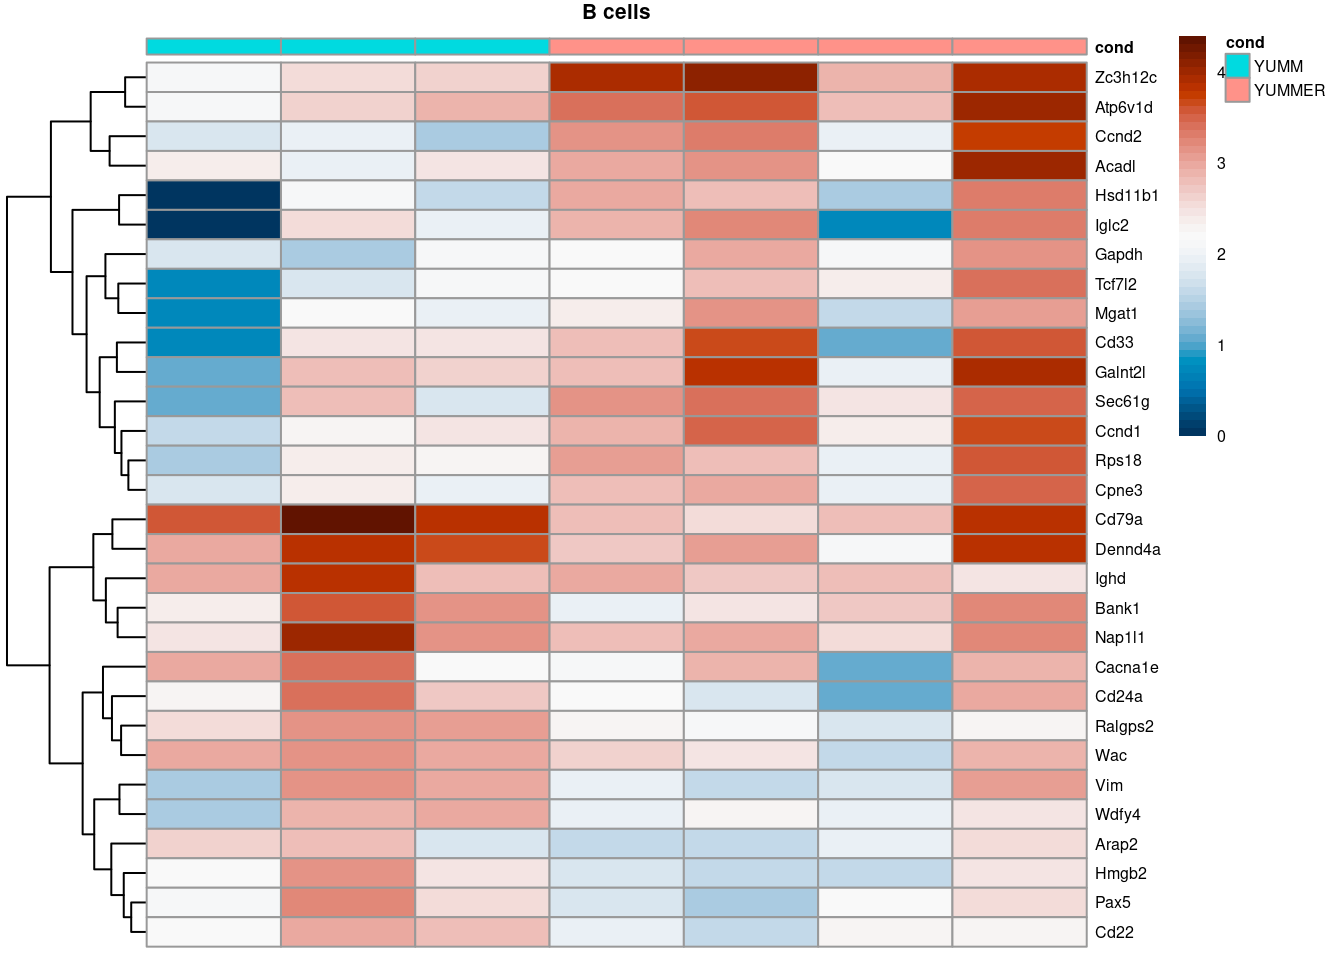 B cells
cond
Zc3h12c
Atp6v1d
Ccnd2
Acadl
Hsd11b1
Iglc2
Gapdh
Tcf7l2
Mgat1
Cd33
Galnt2l
Sec61g
Ccnd1
Rps18
Cpne3
Cd79a
Dennd4a
Ighd
Bank1
Nap1l1
Cacna1e
Cd24a
Ralgps2
Wac
Vim
Wdfy4
Arap2
Hmgb2
Pax5
Cd22
4
3
2
1
0
cond
YUMM
YUMMER